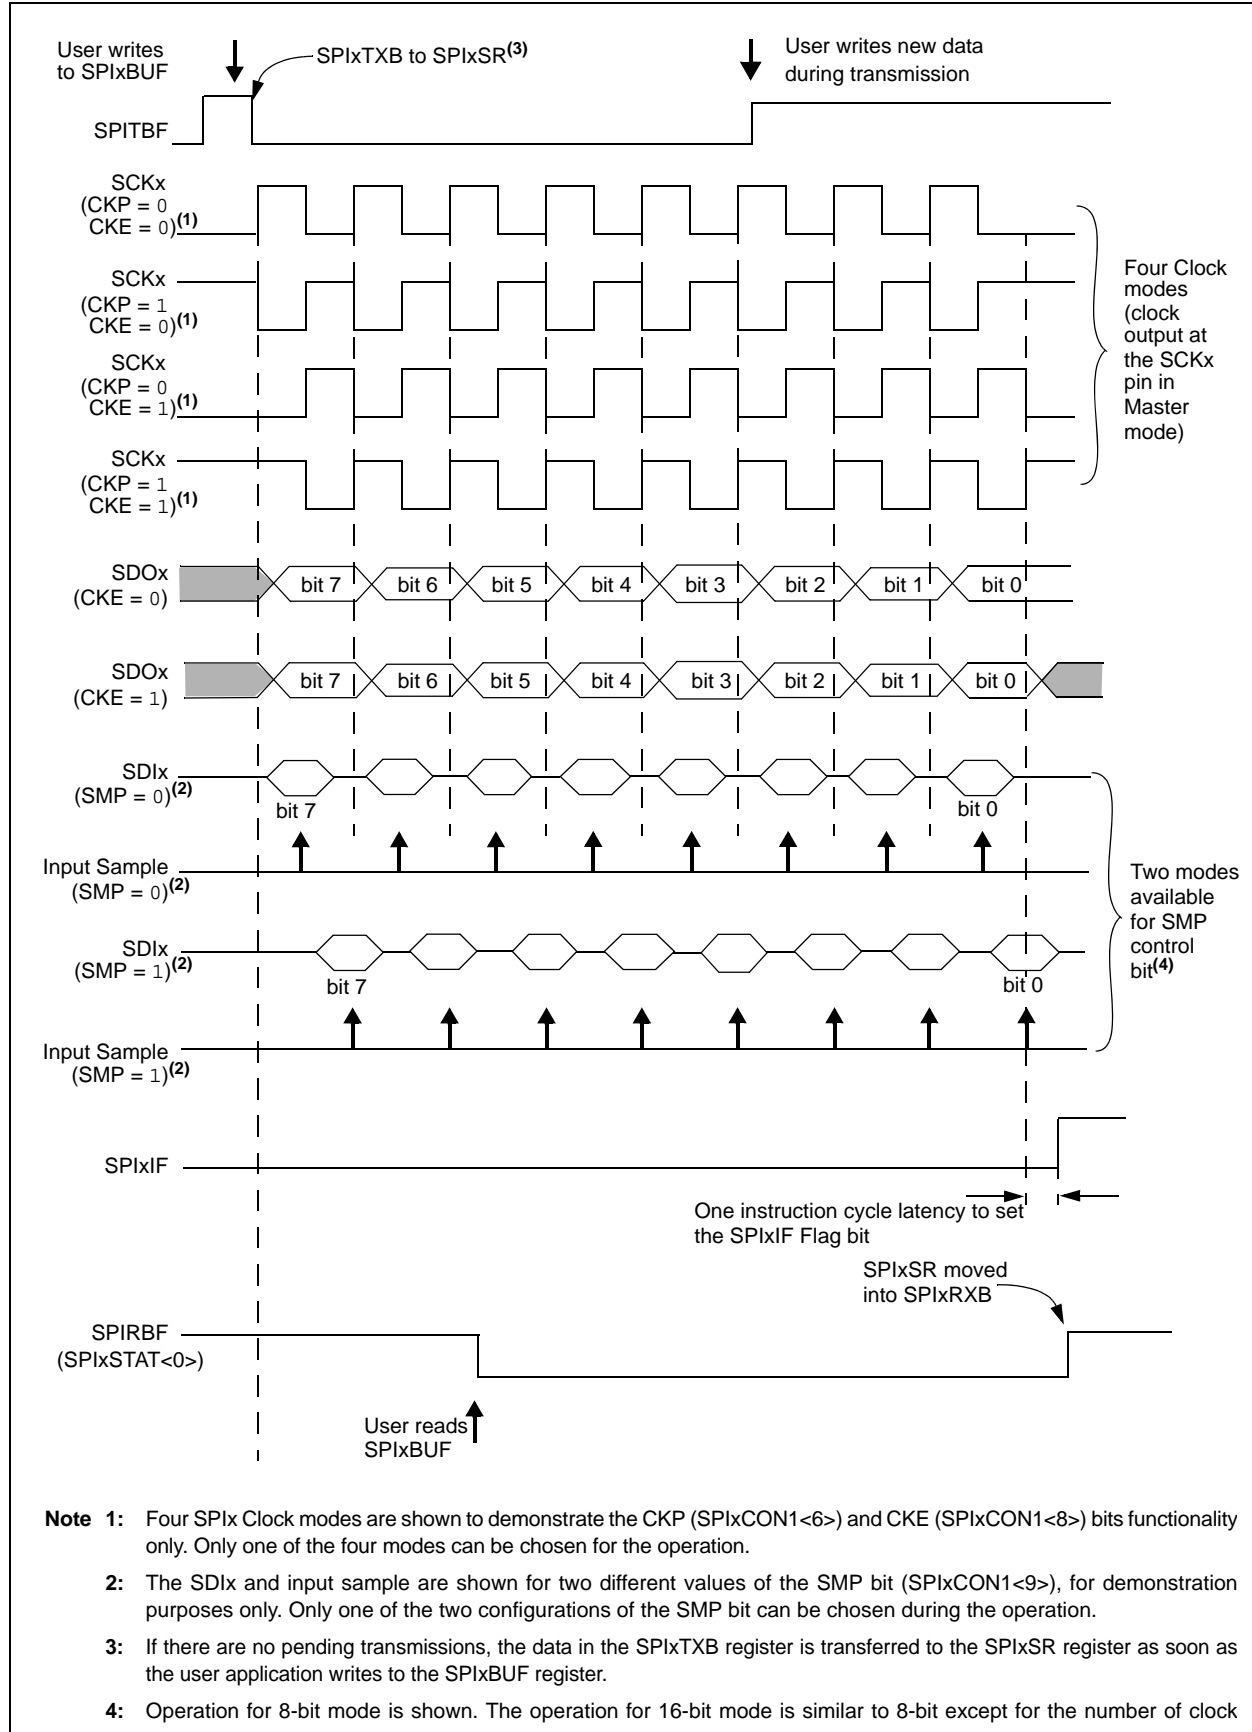 User writes
to SPIxBUF
SPIxTXB to SPIxSR(3)
User writes new data
during transmission
SPITBF
SCKx
(CKP = 0
CKE = 0)(1)
SCKx
(CKP = 1
CKE = 0)(1)
SCKx
(CKP = 0
CKE = 1)(1)
SCKx
(CKP = 1
CKE = 1)(1)
Four Clock
modes
(clock
output at
the SCKx
pin in
Master
mode)
SDOx
(CKE = 0)
bit 7 bit 6 bit 5 bit 4 bit 3 bit 2 bit 1 bit 0
SDOx
(CKE = 1)
bit 7 bit 6 bit 5 bit 4 bit 3 bit 2 bit 1 bit 0
SDIx
(SMP = 0)(2)
bit 7 bit 0
Input Sample
(SMP = 0)(2)
SDIx
(SMP = 1)(2)
bit 7 bit 0
Input Sample
(SMP = 1)(2)
Two modes
available
for SMP
control
bit(4)
SPIxIF
One instruction cycle latency to set
the SPIxIF Flag bit
SPIxSR moved
into SPIxRXB
SPIRBF
(SPIxSTAT<0>)
User reads
SPIxBUF
Note 1: Four SPIx Clock modes are shown to demonstrate the CKP (SPIxCON1<6>) and CKE (SPIxCON1<8>) bits functionality
only. Only one of the four modes can be chosen for the operation.
2: The SDIx and input sample are shown for two different values of the SMP bit (SPIxCON1<9>), for demonstration
purposes only. Only one of the two configurations of the SMP bit can be chosen during the operation.
3: If there are no pending transmissions, the data in the SPIxTXB register is transferred to the SPIxSR register as soon as
the user application writes to the SPIxBUF register.
4: Operation for 8-bit mode is shown. The operation for 16-bit mode is similar to 8-bit except for the number of clock